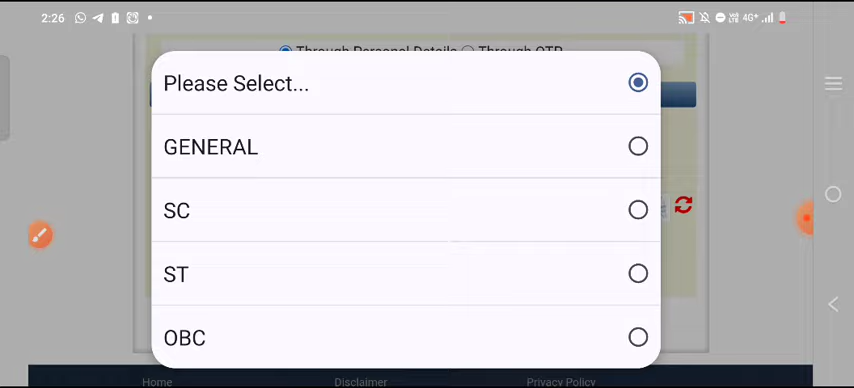 2:26
4G+
Through Personal Details Through OTP
Please Select...
GENERAL
SC
ST
OBC
Home Disclaimer Privacy Policy